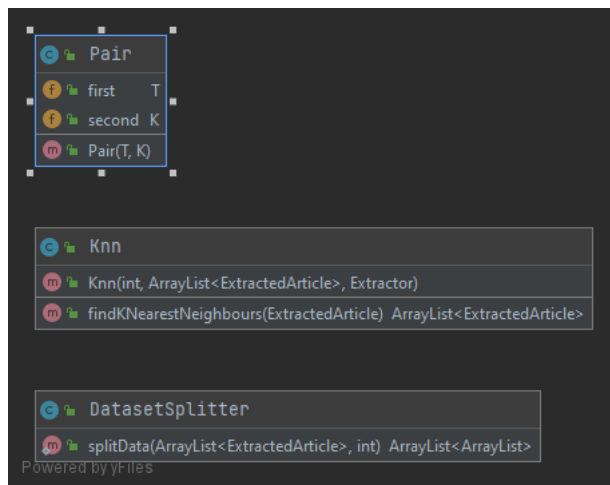 Pair
first T
second K
Pair(T, K)
Knn
Knn(int, ArrayList<ExtractedArticle>, Extractor)
findKNearestNeighbours(ExtractedArticle) ArrayList<ExtractedArticle>
DatasetSplitter
splitData(ArrayList<ExtractedArticle>, int) ArrayList<ArrayList>
Powered by yFiles